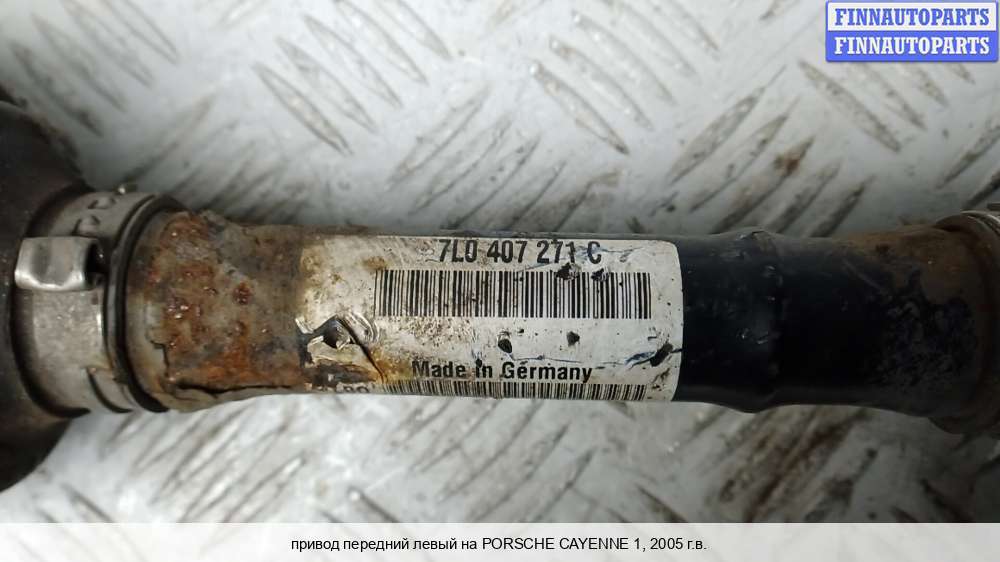 FINNAUTOPARTS
FINNAUTOPARTS
7L0 407 271 C
Made in Germany
привод передний левый на PORSCHE CAYENNE 1, 2005 г.в.